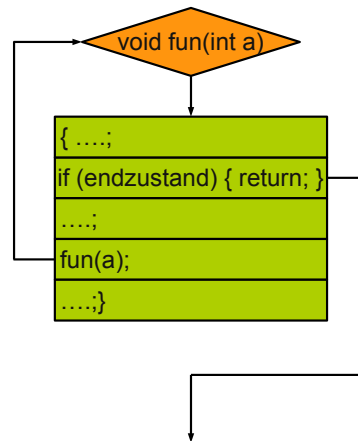 void fun(int a)
{ ....;
if (endzustand) { return; }
....;
fun(a);
....;}